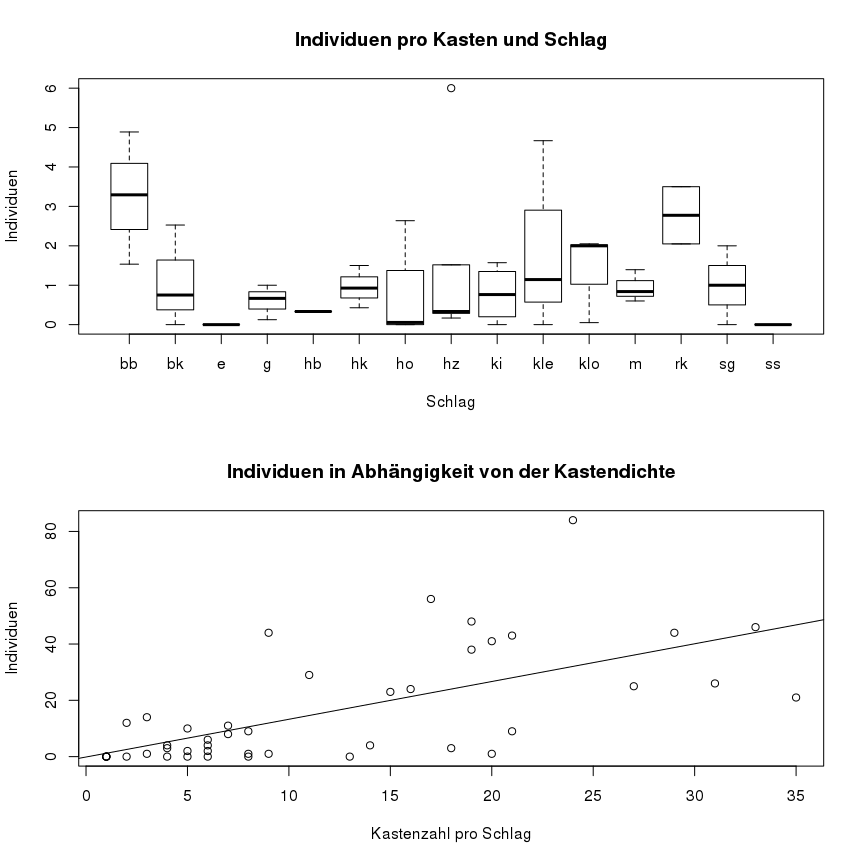 Individuen pro Kasten und Schlag
6
5
4
3
2
1
0
Individuen
bb bk e g hb hk ho hz ki kle klo m rk sg ss
Schlag
Individuen in Abhängigkeit von der Kastendichte
80
60
40
20
0
Individuen
0 5 10 15 20 25 30 35
Kastenzahl pro Schlag